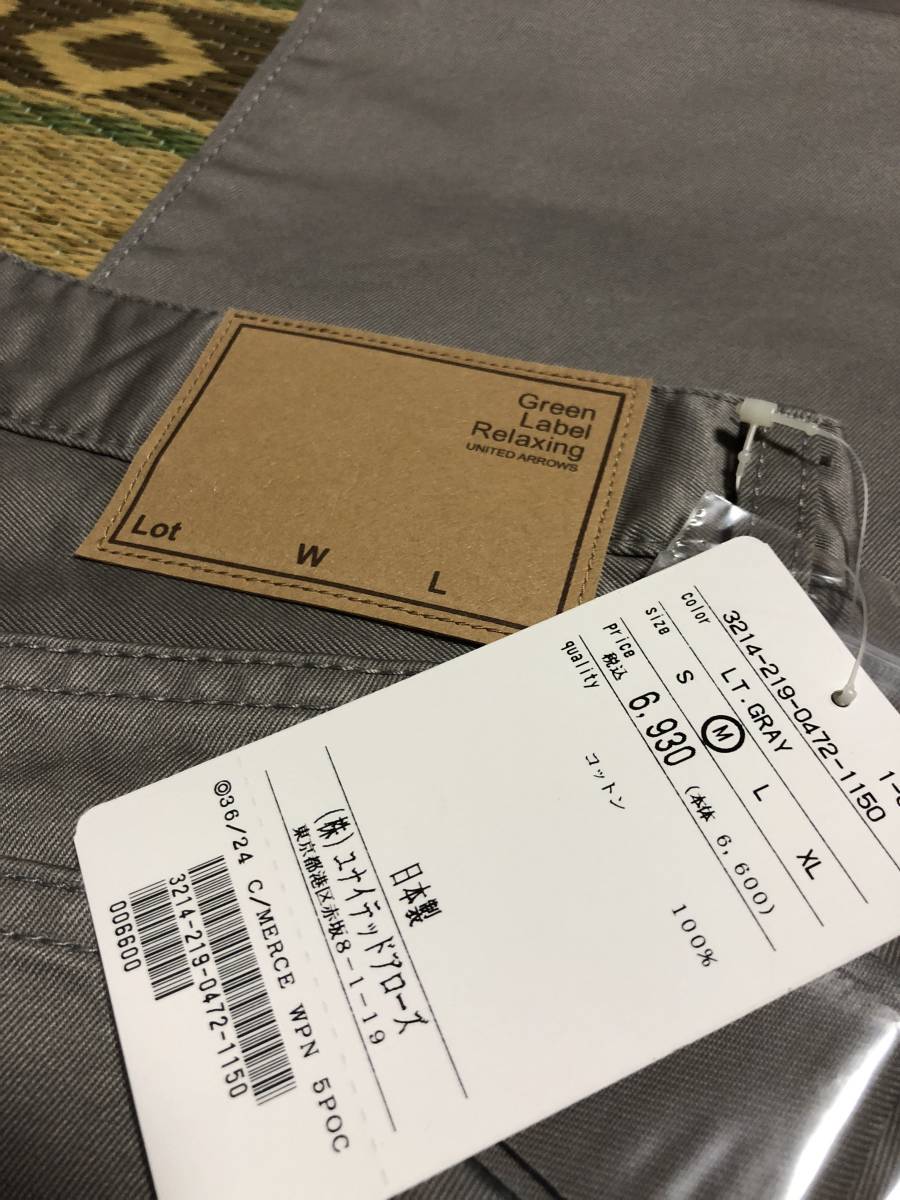 Green
Label
Relaxing
UNITED ARROWS
Lot
W
L
3214-219-0472-1150
color LT.GRAY
size S M L XL
price 税込 6,930 (本体 6,600)
quality
コットン 100%
日本製
(株)ユナイテッドアローズ
東京都港区赤坂8-1-19
◎36/24 C/MERCE WPN 5POC
3214-219-0472-1150
006600